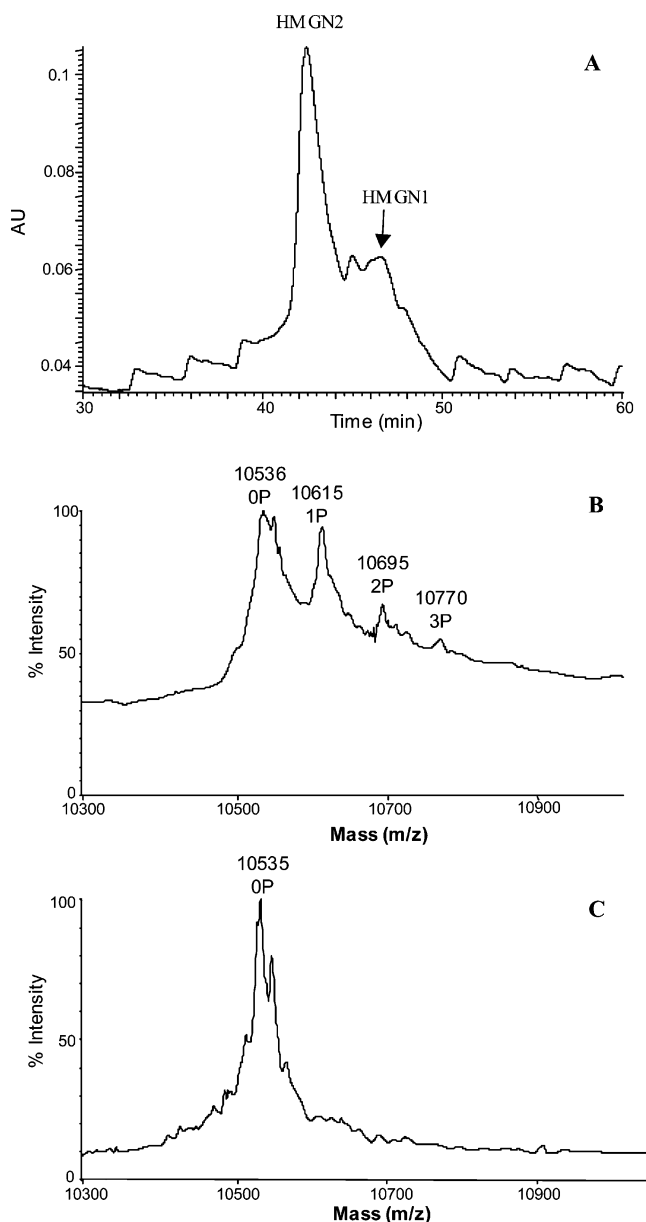 HMGN2
A
0.1
HMGN1
0.08
AU
0.06
0.04
30 40 50 60
Time (min)
10536
0P
10615
1P
B
100
10695
2P
10770
3P
% Intensity
50
0
10300 10500 10700 10900
Mass (m/z)
10535
0P
C
100
% Intensity
50
0
10300 10500 10700 10900
Mass (m/z)